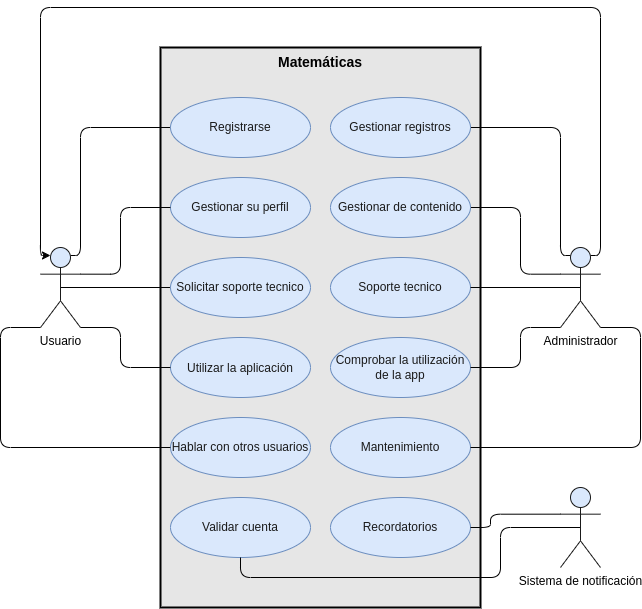 Matemáticas
Registrarse
Gestionar registros
Gestionar su perfil
Gestionar de contenido
Solicitar soporte tecnico
Soporte tecnico
Usuario
Administrador
Utilizar la aplicación
Comprobar la utilización
de la app
Hablar con otros usuarios
Mantenimiento
Validar cuenta
Recordatorios
Sistema de notificación